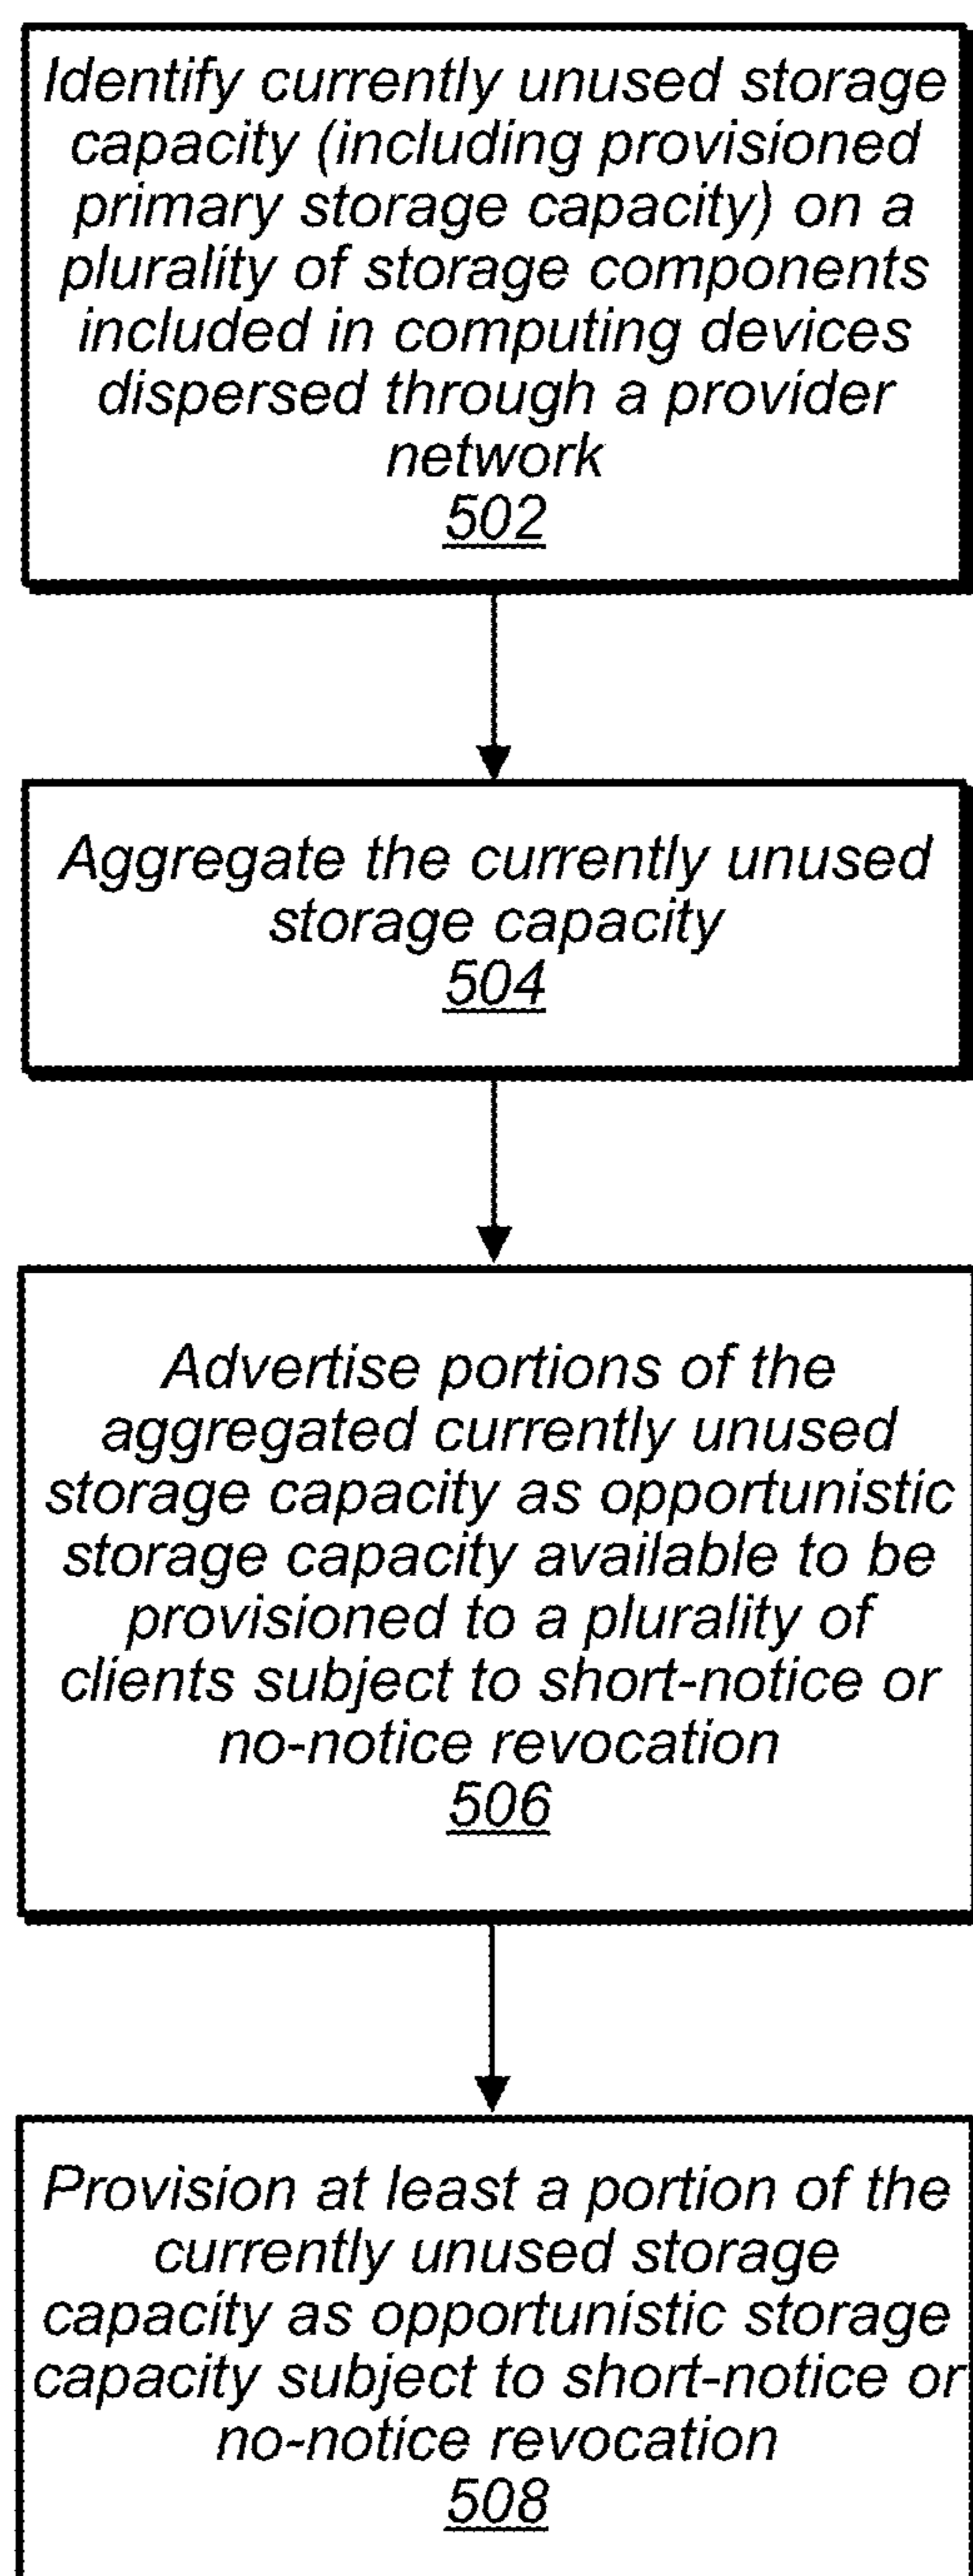 Identify currently unused storage
capacity (including provisioned
primary storage capacity) on a
plurality of storage components
included in computing devices
dispersed through a provider
network
502
Aggregate the currently unused
storage capacity
504
Advertise portions of the
aggregated currently unused
storage capacity as opportunistic
storage capacity available to be
provisioned to a plurality of
clients subject to short-notice or
no-notice revocation
506
Provision at least a portion of the
currently unused storage
capacity as opportunistic storage
capacity subject to short-notice or
no-notice revocation
508